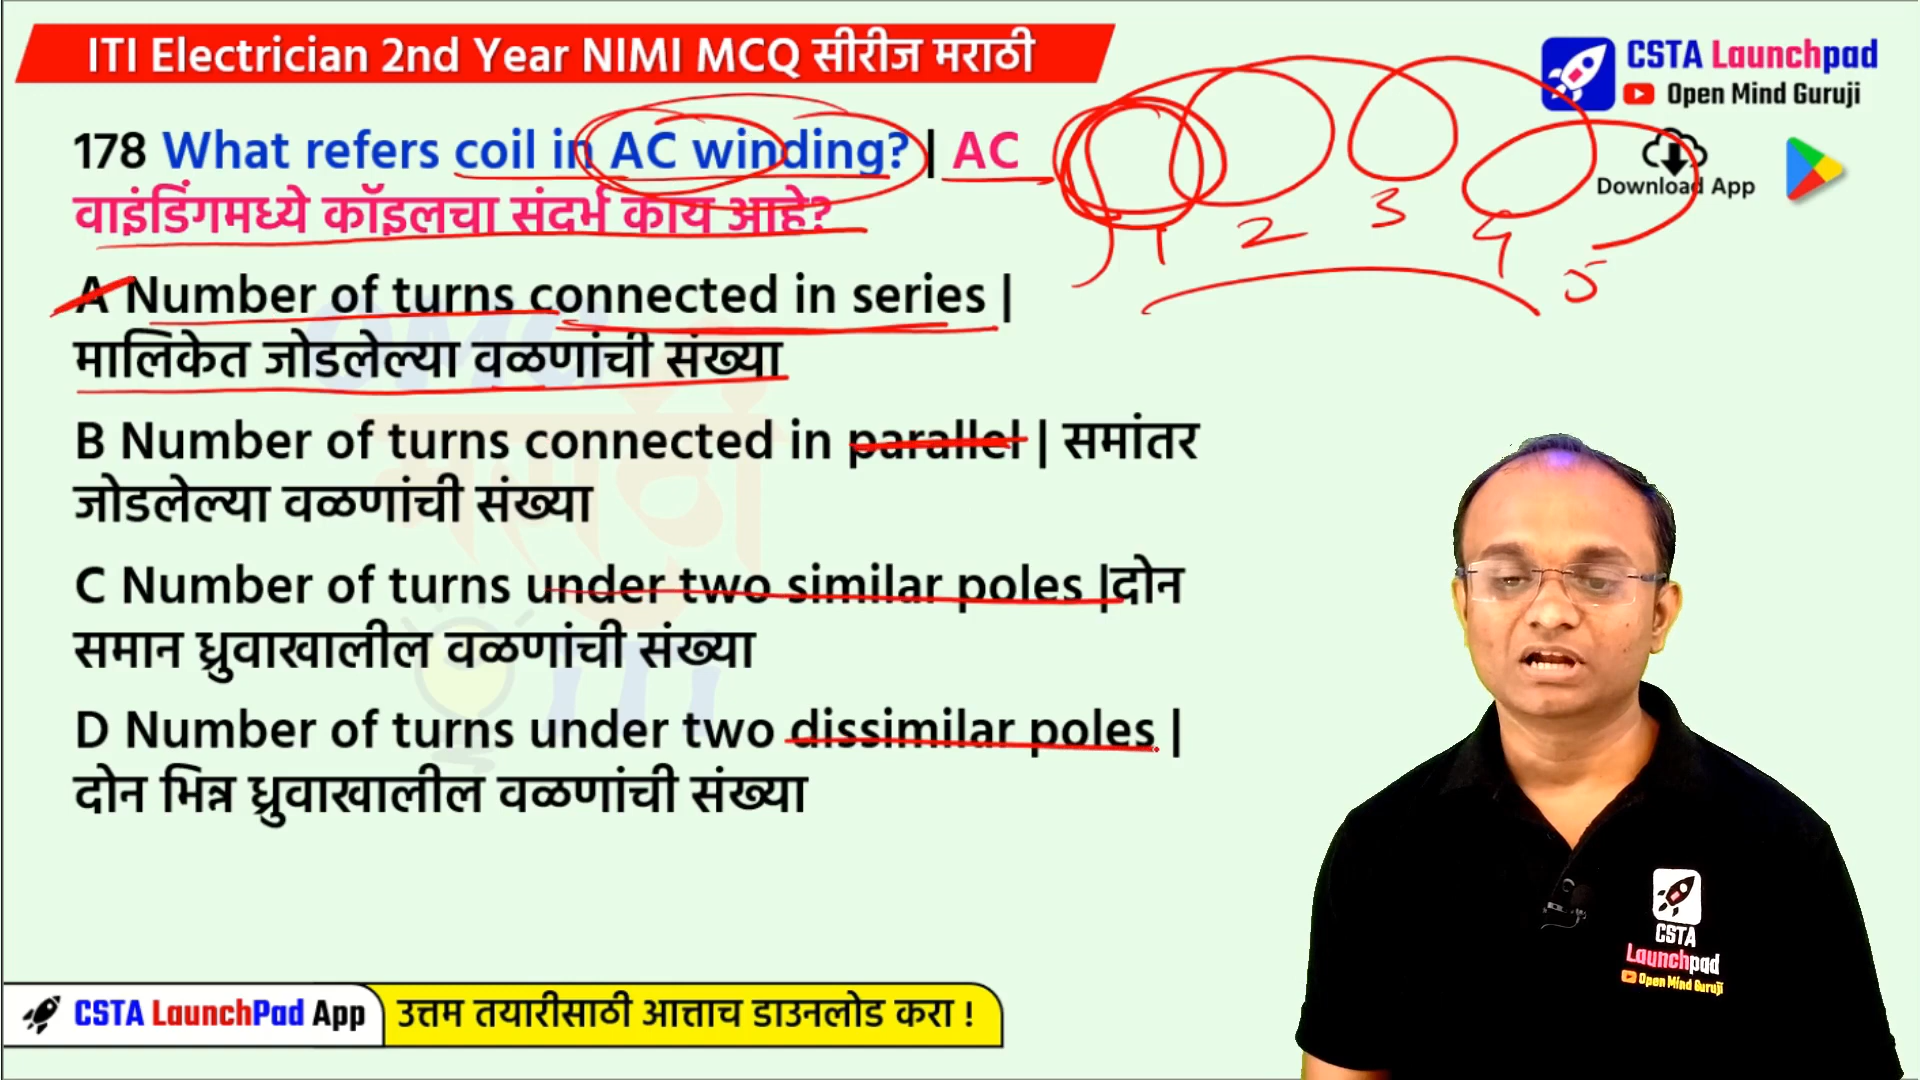 ITI Electrician 2nd Year NIMI MCQ सीरीज मराठी
CSTA Launchpad
Open Mind Guruji
Download App
178 What refers coil in AC winding? | AC
वाइंडिंगमध्ये कॉइलचा संदर्भ काय आहे?
1 2 3 4 5
A Number of turns connected in series |
मालिकेत जोडलेल्या वळणांची संख्या
B Number of turns connected in parallel | समांतर
जोडलेल्या वळणांची संख्या
C Number of turns under two similar poles |दोन
समान ध्रुवाखालील वळणांची संख्या
D Number of turns under two dissimilar poles |
दोन भिन्न ध्रुवाखालील वळणांची संख्या
CSTA
Launchpad
Open Mind Guruji
CSTA LaunchPad App
उत्तम तयारीसाठी आत्ताच डाउनलोड करा !